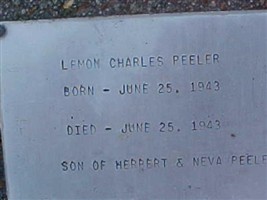 LEMON CHARLES PEELER
BORN - JUNE 25, 1943
DIED - JUNE 25, 1943
SON OF HERBERT & NEVA PEELE